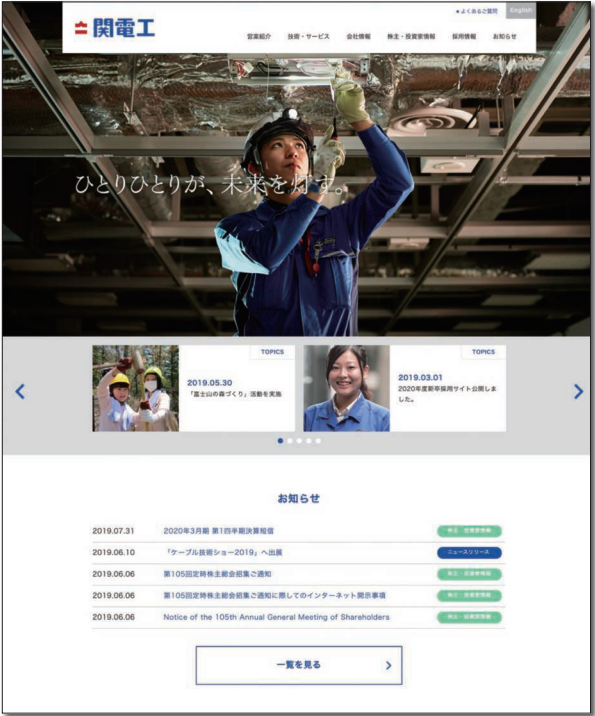 よくあるご質問 English
関電工
営業紹介 技術・サービス 会社情報 株主・投資家情報 採用情報 お知らせ
ひとりひとりが、未来を灯す。
TOPICS
2019.05.30
「富士山の森づくり」活動を実施
TOPICS
2019.03.01
2020年度新卒採用サイト公開しま
した。
お知らせ
2019.07.31 2020年3月期 第1四半期決算短信 株主・投資家情報
2019.06.10 「ケーブル技術ショー2019」へ出展 ニュースリリース
2019.06.06 第105回定時株主総会招集ご通知 株主・投資家情報
2019.06.06 第105回定時株主総会招集ご通知に際してのインターネット開示事項 株主・投資家情報
2019.06.06 Notice of the 105th Annual General Meeting of Shareholders 株主・投資家情報
一覧を見る